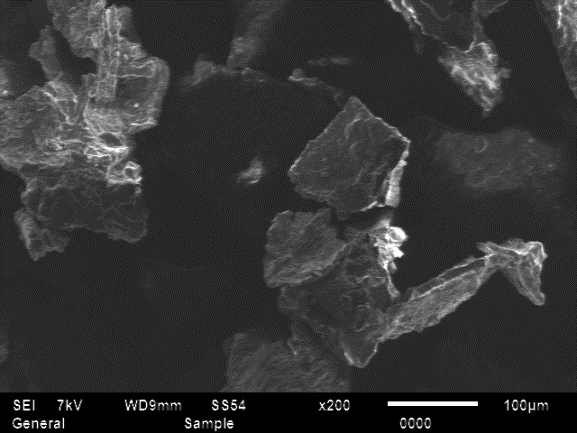 SEI 7kV WD9mm SS54 x200 100µm
General Sample 0000